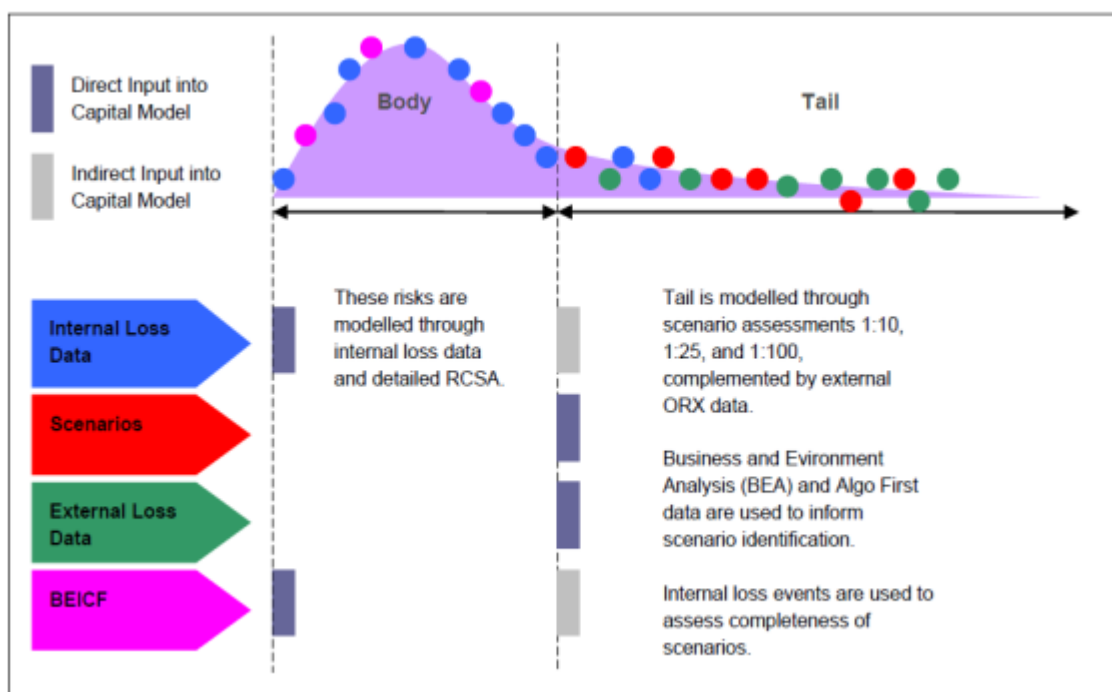 Direct Input into
Capital Model
Body
Tail
Indirect Input into
Capital Model
Internal Loss
Data
These risks are
modelled through
internal loss data
and detailed RCSA.
Tail is modelled through
scenario assessments 1:10,
1:25, and 1:100,
complemented by external
ORX data.
Scenarios
Business and Evironment
Analysis (BEA) and Algo First
data are used to inform
scenario identification.
External Loss
Data
BEICF
Internal loss events are used to
assess completeness of
scenarios.